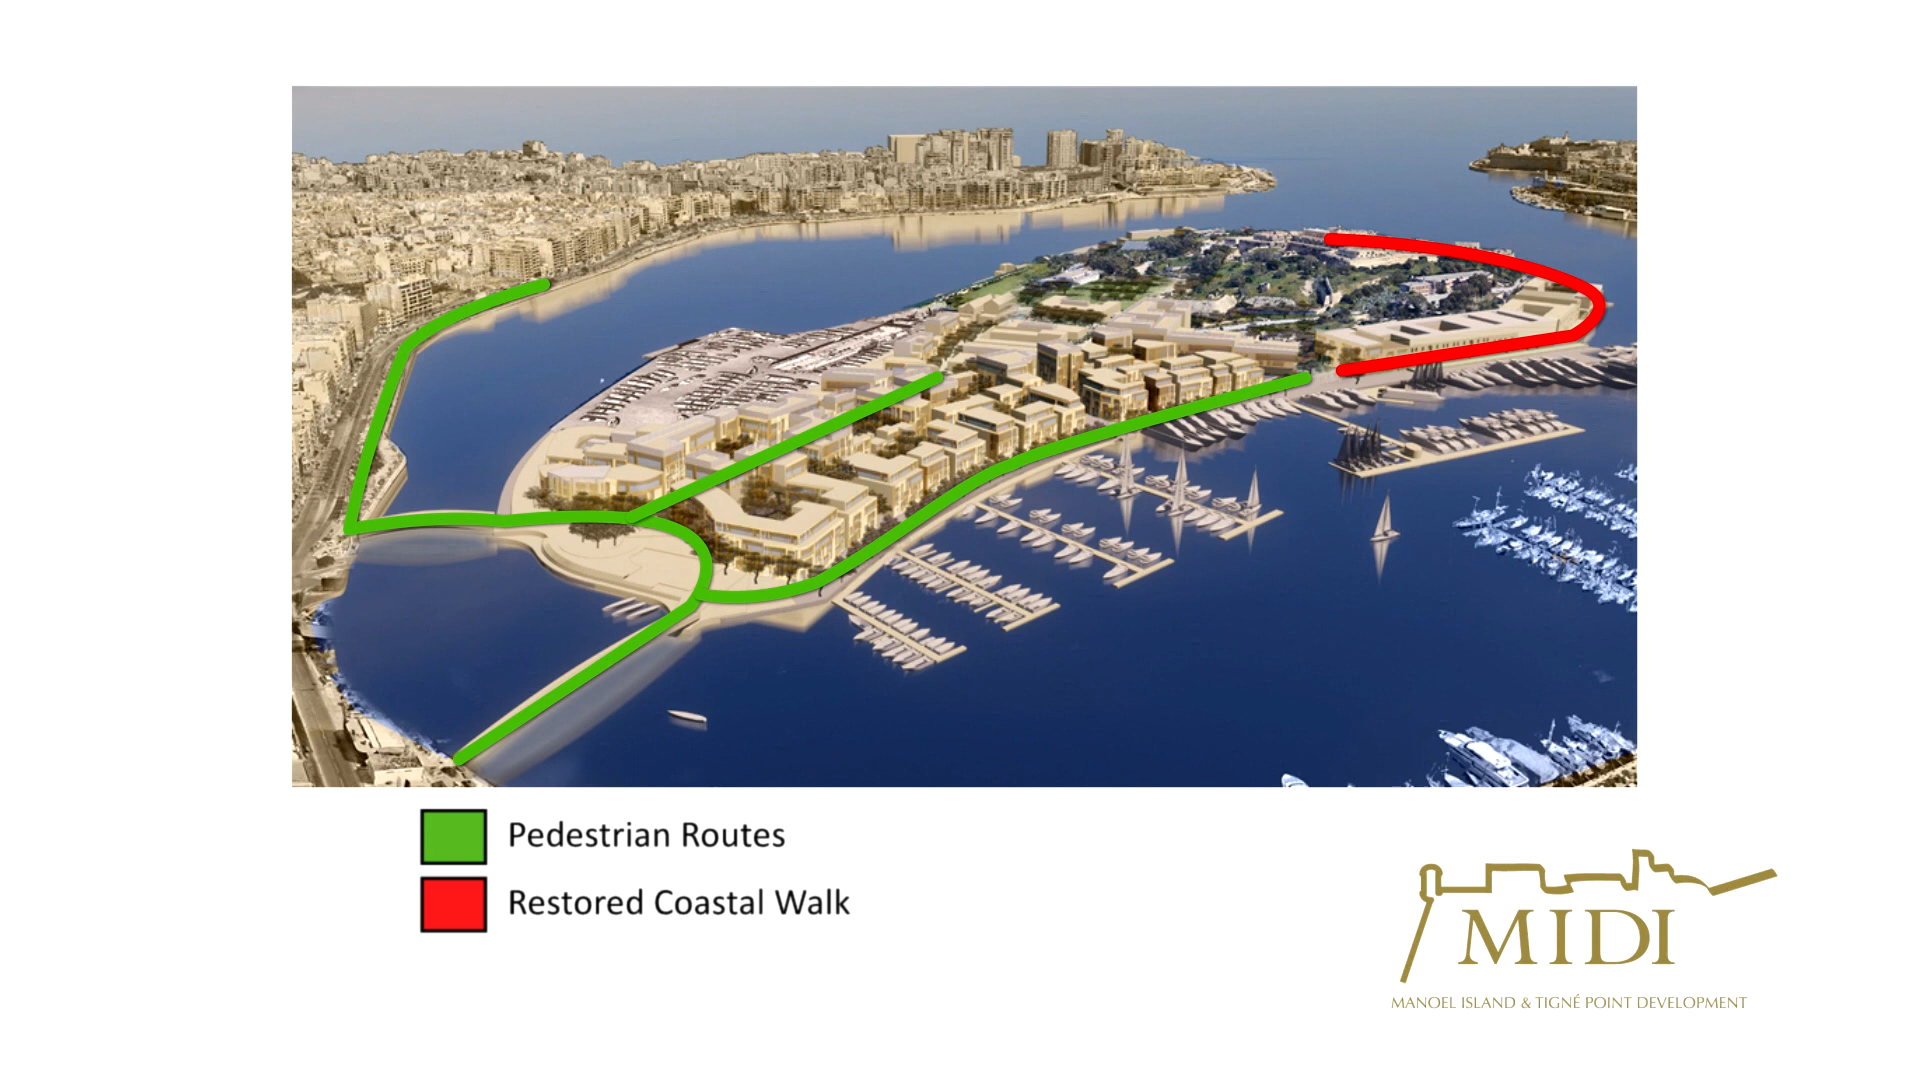 Pedestrian Routes
Restored Coastal Walk
MIDI
MANOEL ISLAND & TIGNÉ POINT DEVELOPMENT